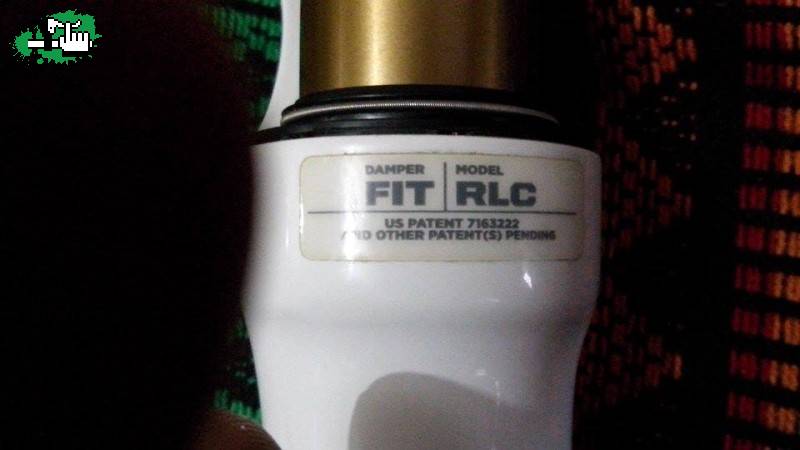 DAMPER MODEL
FIT RLC
US PATENT 7163222
AND OTHER PATENT(S) PENDING